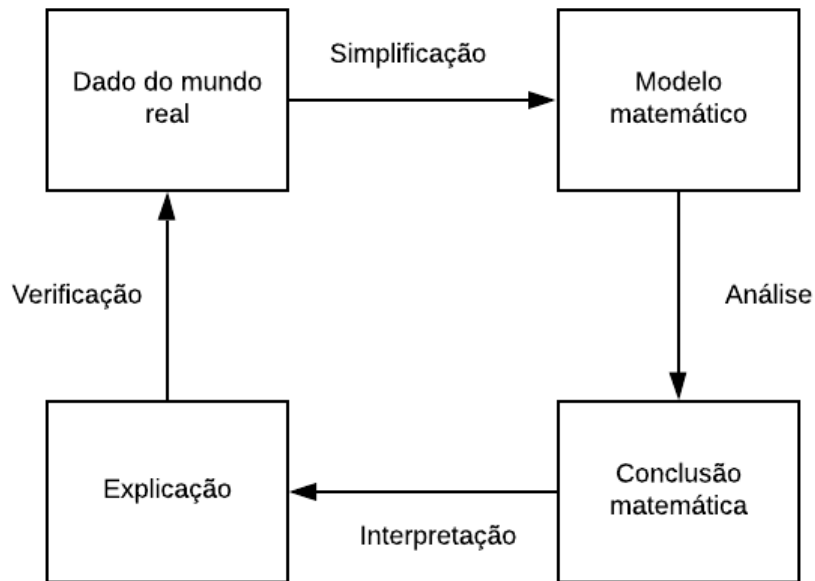 Simplificação
Dado do mundo
real
Modelo
matemático
Verificação
Análise
Explicação
Conclusão
matemática
Interpretação